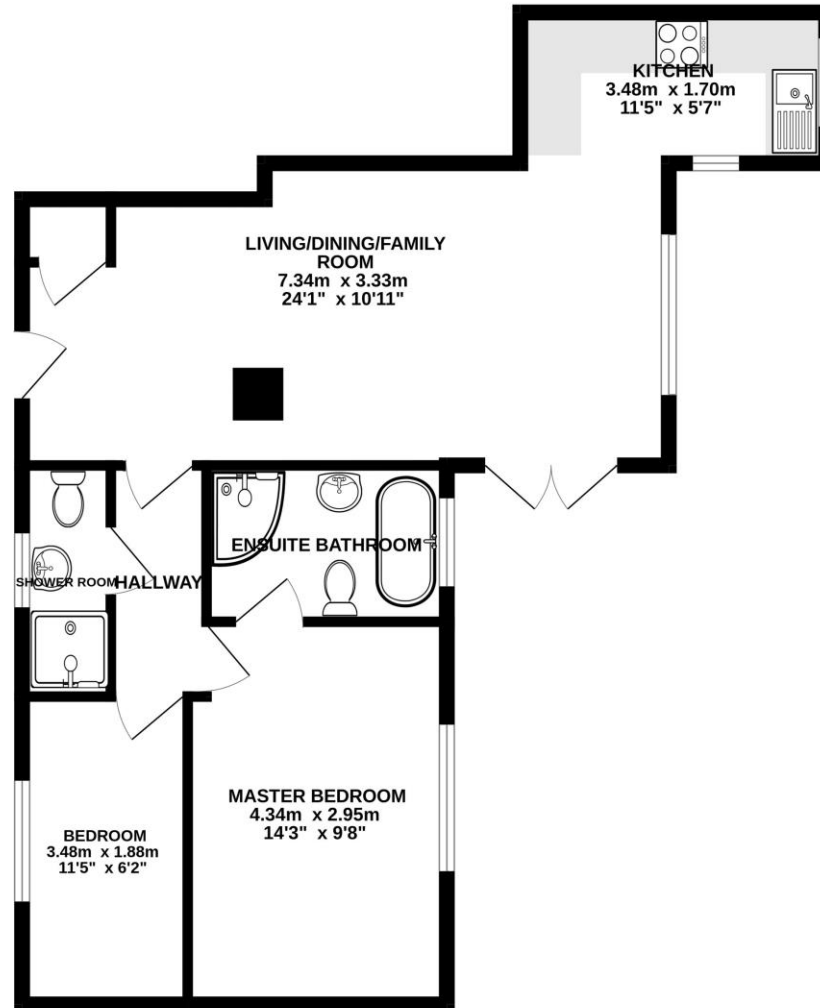 KITCHEN
3.48m x 1.70m
11'5" x 5'7"
LIVING/DINING/FAMILY
ROOM
7.34m x 3.33m
24'1" x 10'11"
ENSUITE BATHROOM
SHOWER ROOM
HALLWAY
MASTER BEDROOM
4.34m x 2.95m
14'3" x 9'8"
BEDROOM
3.48m x 1.88m
11'5" x 6'2"